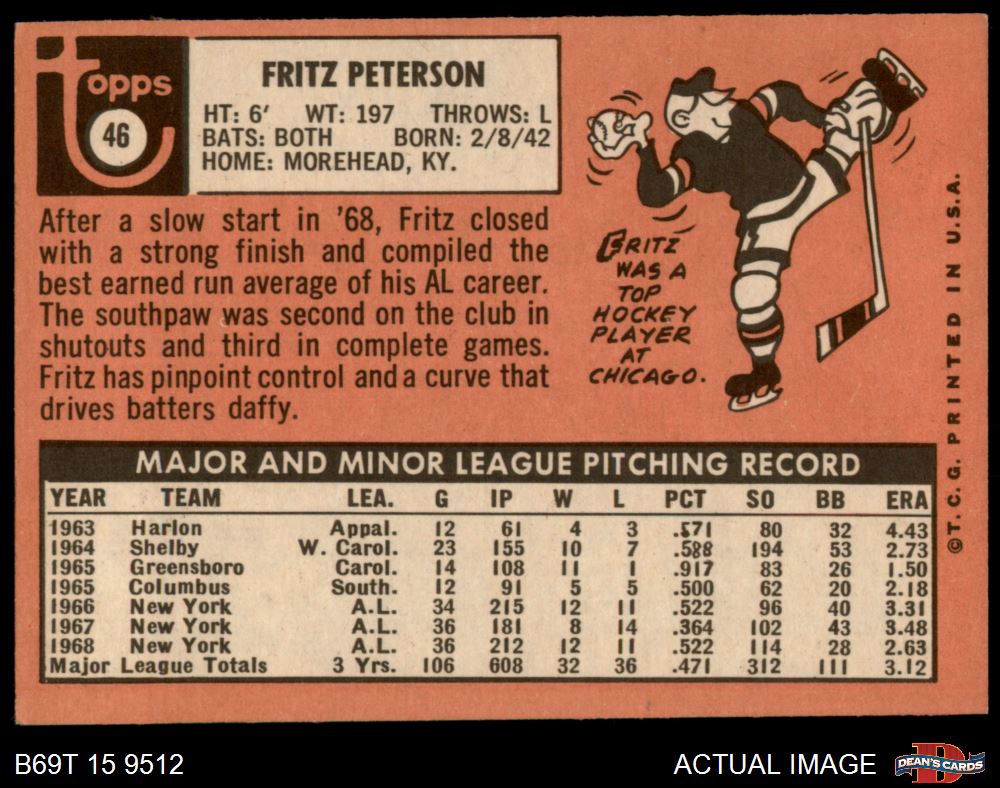 Topps
46
FRITZ PETERSON
HT: 6' WT: 197 THROWS: L
BATS: BOTH BORN: 2/8/42
HOME: MOREHEAD, KY.
After a slow start in '68, Fritz closed
with a strong finish and compiled the
best earned run average of his AL career.
The southpaw was second on the club in
shutouts and third in complete games.
Fritz has pinpoint control and a curve that
drives batters daffy.
FRITZ
WAS A
TOP
HOCKEY
PLAYER
AT
CHICAGO.
©T.C.G. PRINTED IN U.S.A.
MAJOR AND MINOR LEAGUE PITCHING RECORD
YEAR TEAM LEA. G IP W L PCT SO BB ERA
1963 Harlon Appal. 12 61 4 3 .571 80 32 4.43
1964 Shelby W. Carol. 23 155 10 7 .588 194 53 2.73
1965 Greensboro Carol. 14 108 11 1 .917 83 26 1.50
1965 Columbus South. 12 91 5 5 .500 62 20 2.18
1966 New York A.L. 34 215 12 11 .522 96 40 3.31
1967 New York A.L. 36 181 8 14 .364 102 43 3.48
1968 New York A.L. 36 212 12 11 .522 114 28 2.63
Major League Totals 3 Yrs. 106 608 32 36 .471 312 111 3.12
B69T 15 9512
ACTUAL IMAGE
DEAN'S CARDS